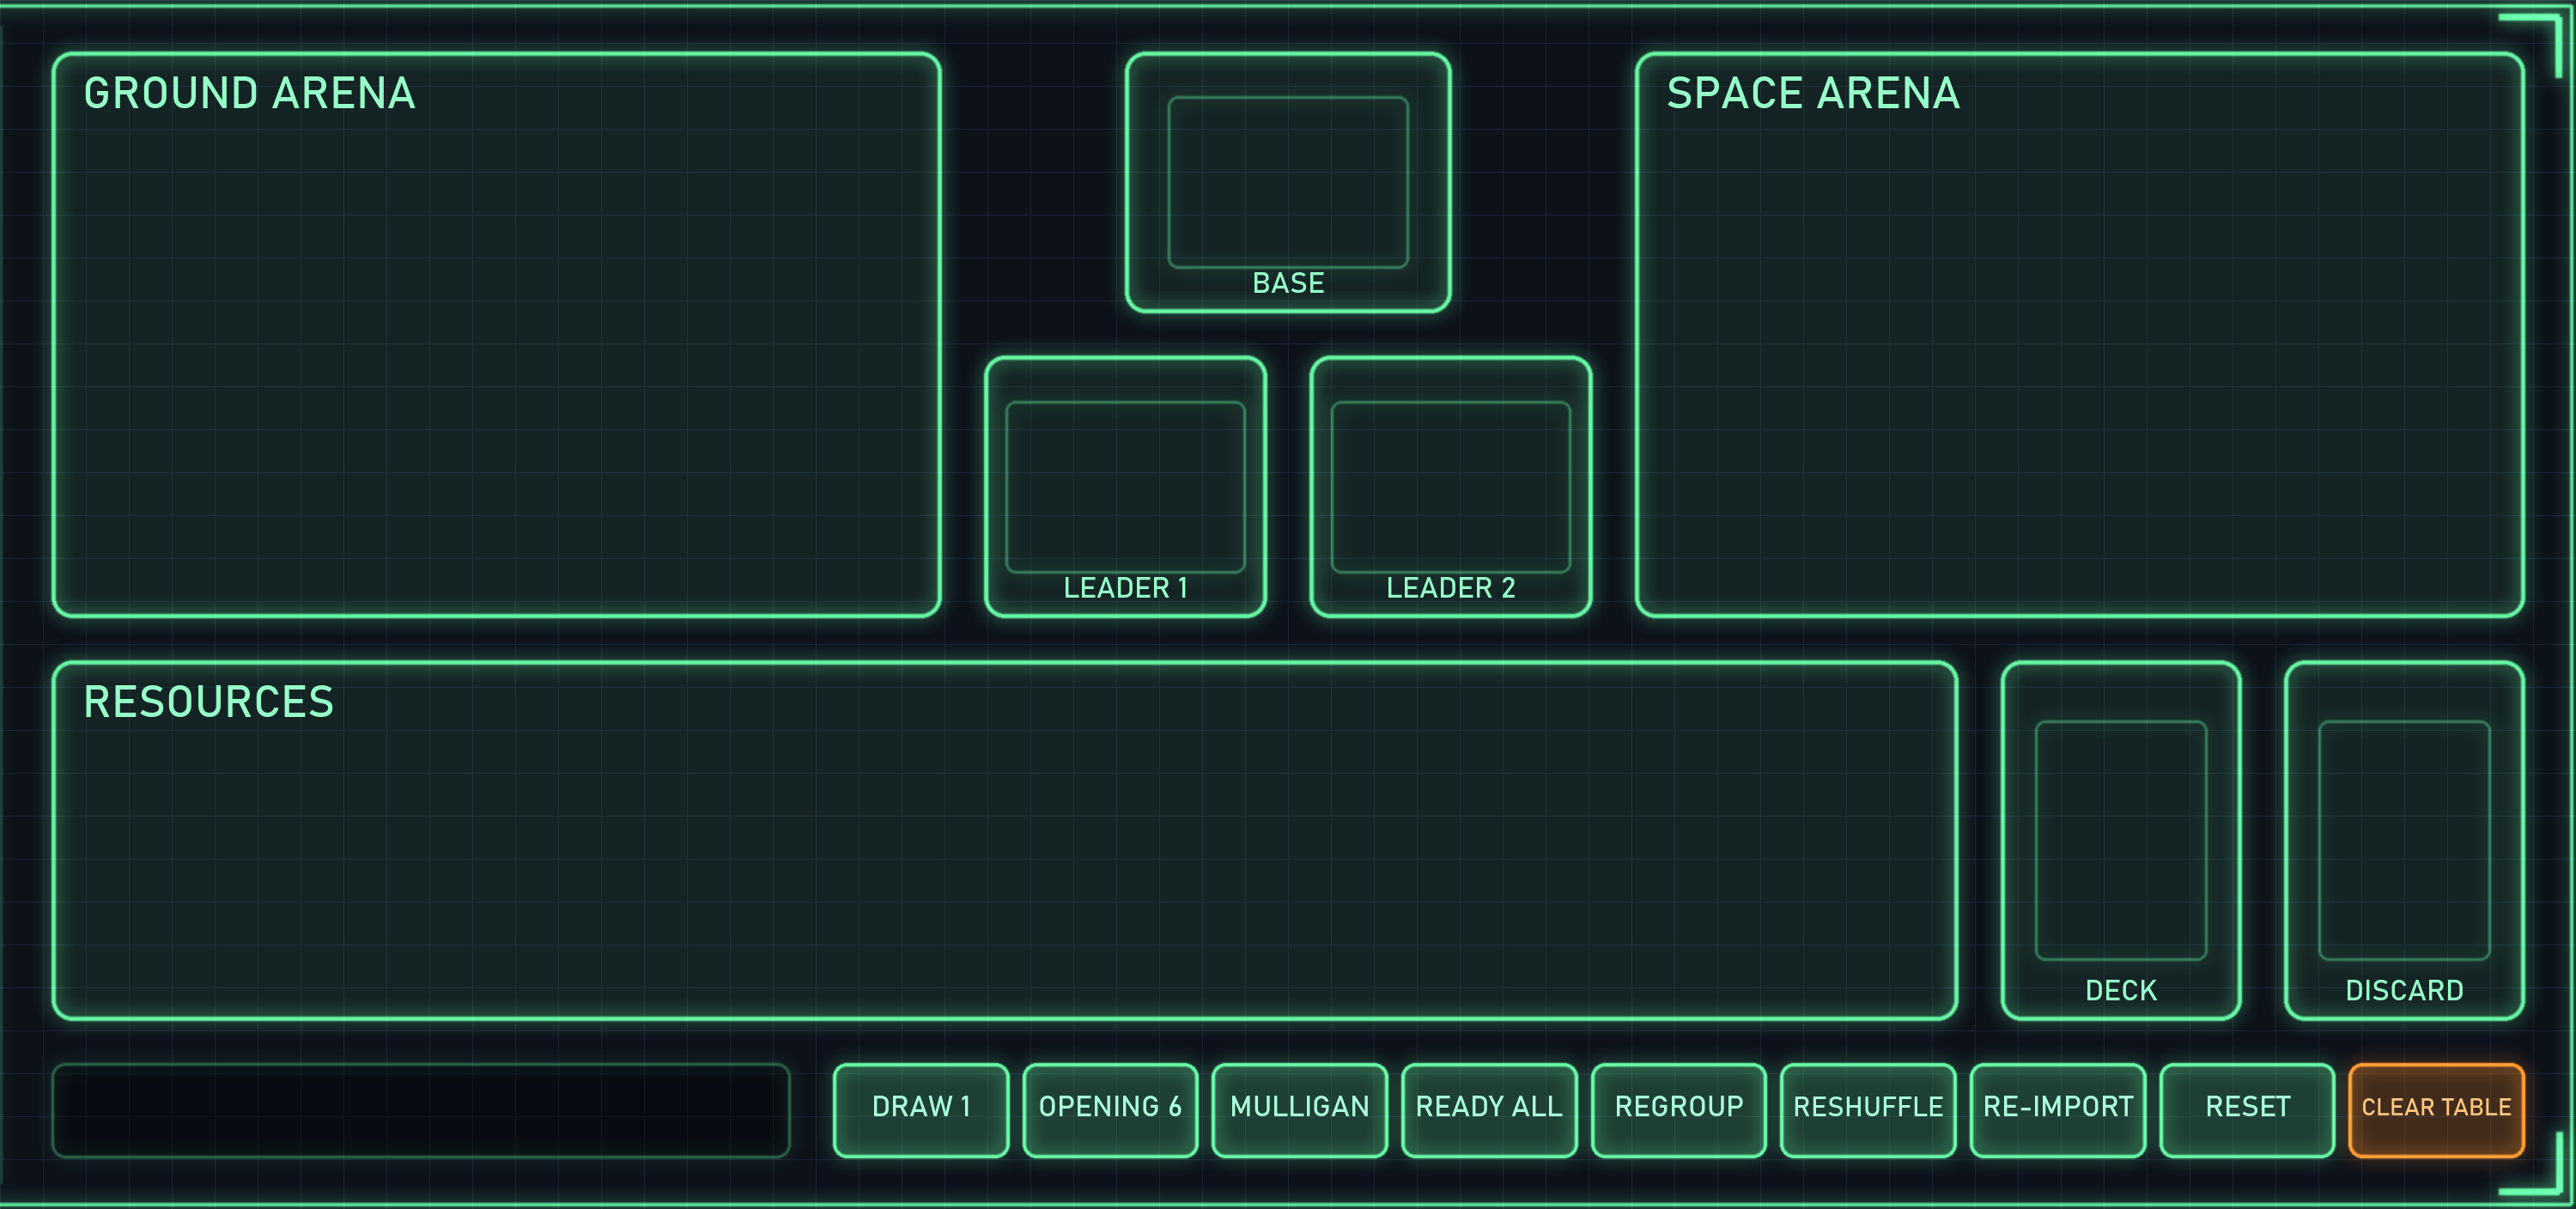 GROUND ARENA
SPACE ARENA
BASE
LEADER 1
LEADER 2
RESOURCES
DECK
DISCARD
DRAW 1
OPENING 6
MULLIGAN
READY ALL
REGROUP
RESHUFFLE
RE-IMPORT
RESET
CLEAR TABLE